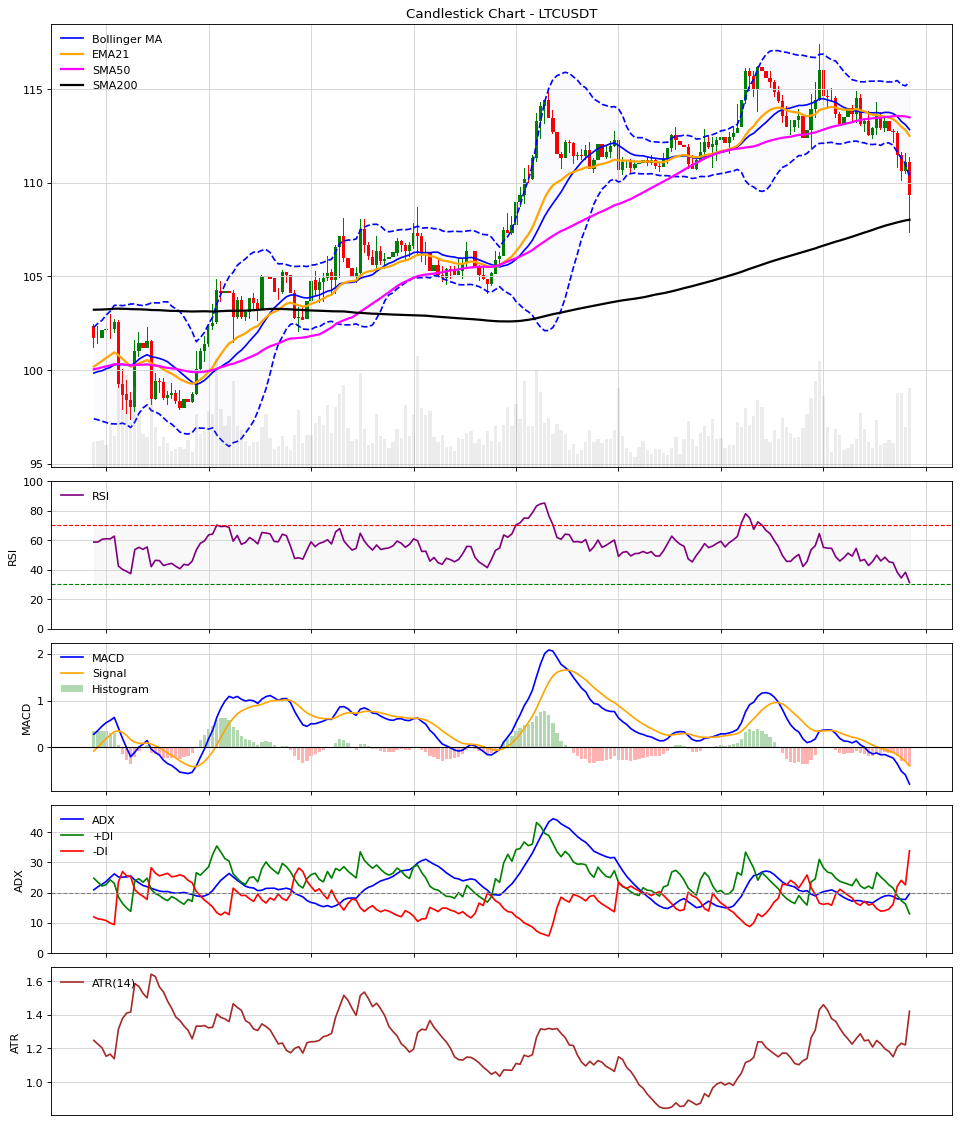 Candlestick Chart - LTCUSDT
Bollinger MA
EMA21
SMA50
SMA200
115
110
105
100
95
100
RSI
80
60
40
20
0
RSI
2
MACD
Signal
Histogram
1
0
MACD
ADX
+DI
-DI
40
30
20
10
0
ADX
ATR(14)
1.6
1.4
1.2
1.0
ATR